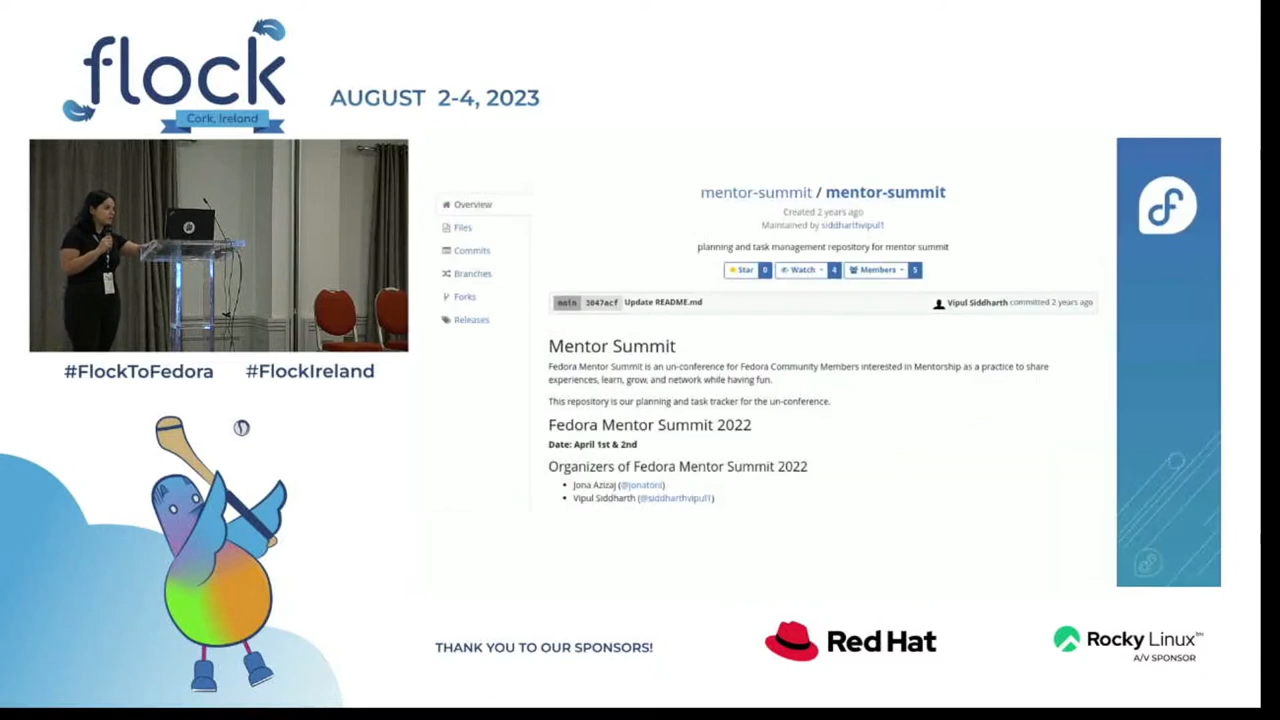 flock
Cork, Ireland
AUGUST 2-4, 2023
#FlockToFedora #FlockIreland
Overview
Files
Commits
Branches
Forks
Releases
mentor-summit / mentor-summit
Created 2 years ago
Maintained by siddharthvipul1
planning and task management repository for mentor summit
Star 0 Watch 4 Members 5
main 3047acf Update README.md Vipul Siddharth committed 2 years ago
Mentor Summit
Fedora Mentor Summit is an un-conference for Fedora Community Members interested in Mentorship as a practice to share
experiences, learn, grow, and network while having fun.
This repository is our planning and task tracker for the un-conference.
Fedora Mentor Summit 2022
Date: April 1st & 2nd
Organizers of Fedora Mentor Summit 2022
• Jona Azizaj (@jonatoni)
• Vipul Siddharth (@siddharthvipul1)
THANK YOU TO OUR SPONSORS!
Red Hat
Rocky Linux™
A/V SPONSOR